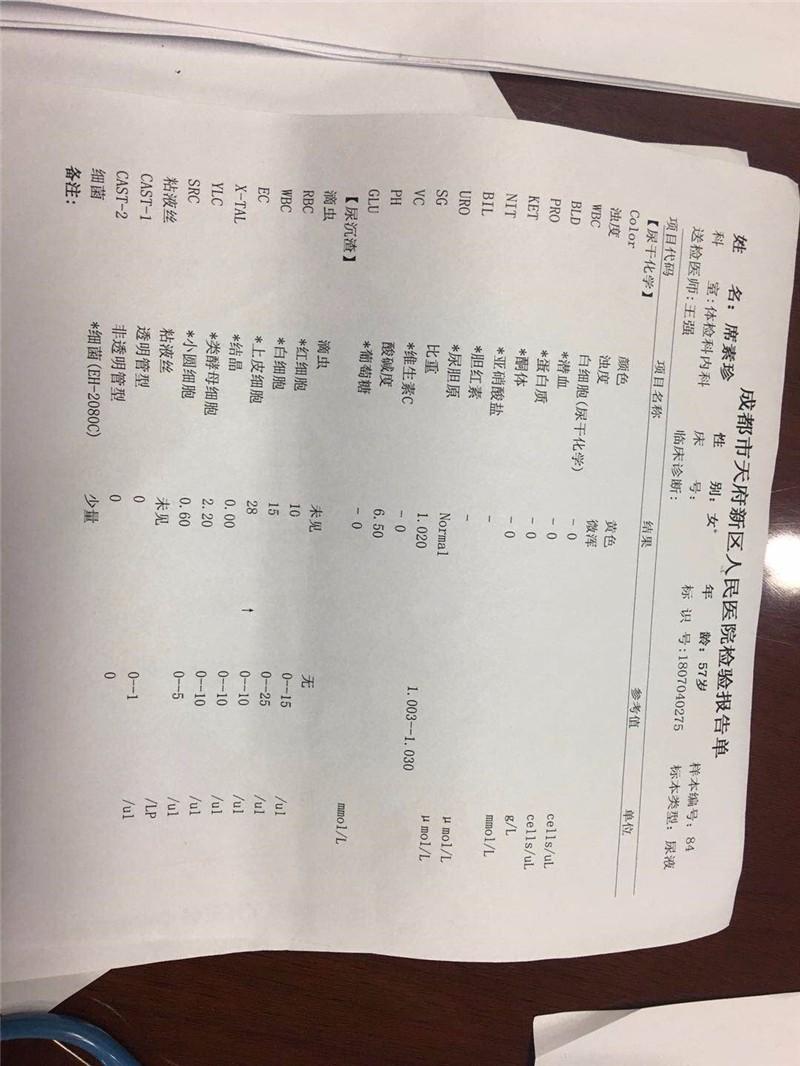 成都市天府新区人民医院检验报告单
姓 名: 席素珍 性 别: 女 年 龄: 57岁 样本编号: 84
科 室: 体检科内科 床 号: 标 识 号: 1807040275 标本类型: 尿液
送检医师: 王强 临床诊断:
项目代码 项目名称 结果 参考值 单位
【尿干化学】
Color 颜色 黄色
浊度 浊度 微浑
WBC 白细胞(尿干化学) - 0 cells/uL
BLD *潜血 - 0 cells/uL
PRO *蛋白质 - 0 g/L
KET *酮体 - 0 mmol/L
NIT *亚硝酸盐 -
BIL *胆红素 - μmol/L
URO *尿胆原 Normal μmol/L
SG 比重 1.020 1.003--1.030
VC *维生素C - 0
PH 酸碱度 6.50
GLU *葡萄糖 - 0 mmol/L
【尿沉渣】
滴虫 滴虫 未见 无
RBC *红细胞 10 0--15 /ul
WBC *白细胞 15 0--25 /ul
EC *上皮细胞 28 ↑ 0--10 /ul
X-TAL *结晶 0.00 0--10 /ul
YLC *类酵母细胞 2.20 0--10 /ul
SRC *小圆细胞 0.60 0--5 /ul
粘液丝 粘液丝 未见 /LP
CAST-1 透明管型 0 0--1 /ul
CAST-2 非透明管型 0 0
细菌 *细菌(EH-2080C) 少量
备注: